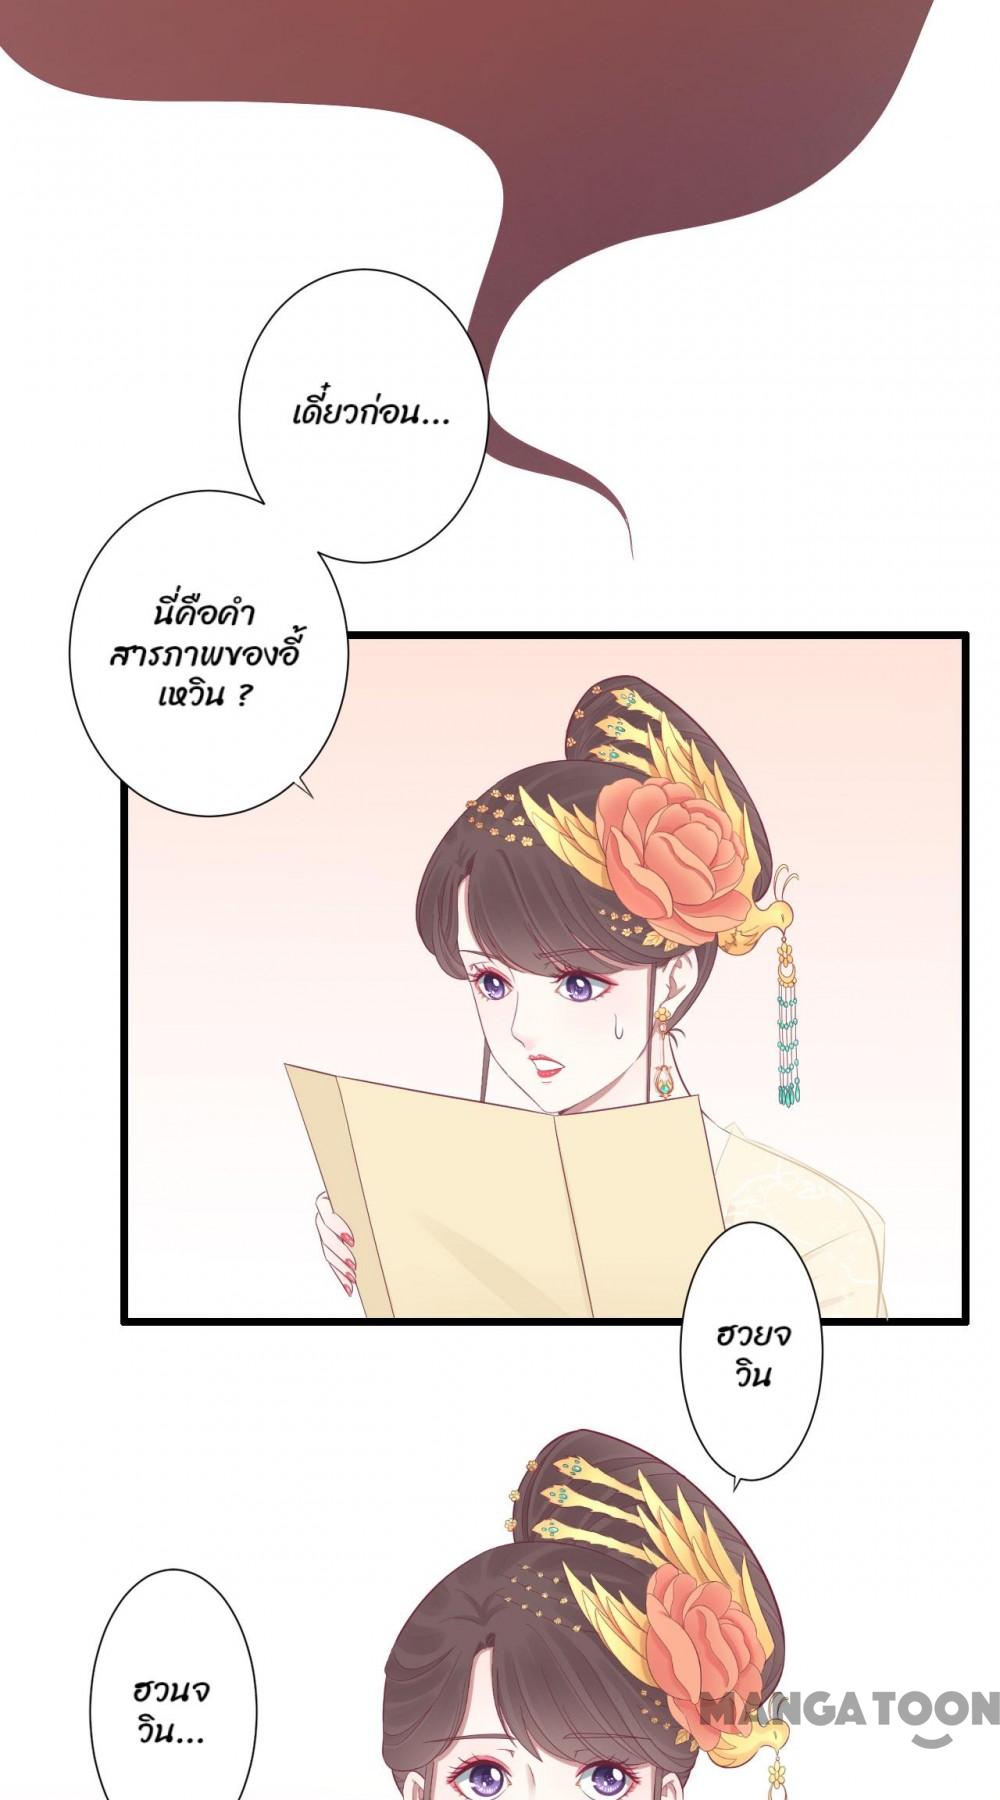 เดี๋ยวก่อน...
นี่คือคำ
สารภาพของอี้
เหวิน ?
ฮวยจ
วิน
ฮวนจ
วิน...
MANGATOON